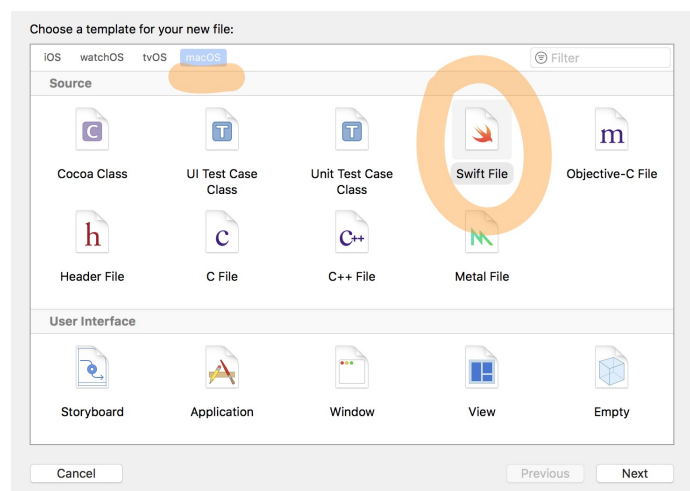 Choose a template for your new file:
iOS watchOS tvOS macOS Filter
Source
C T T m
Cocoa Class UI Test Case Class Unit Test Case Class Swift File Objective-C File
h c C++
Header File C File C++ File Metal File
User Interface
Storyboard Application Window View Empty
Cancel Previous Next